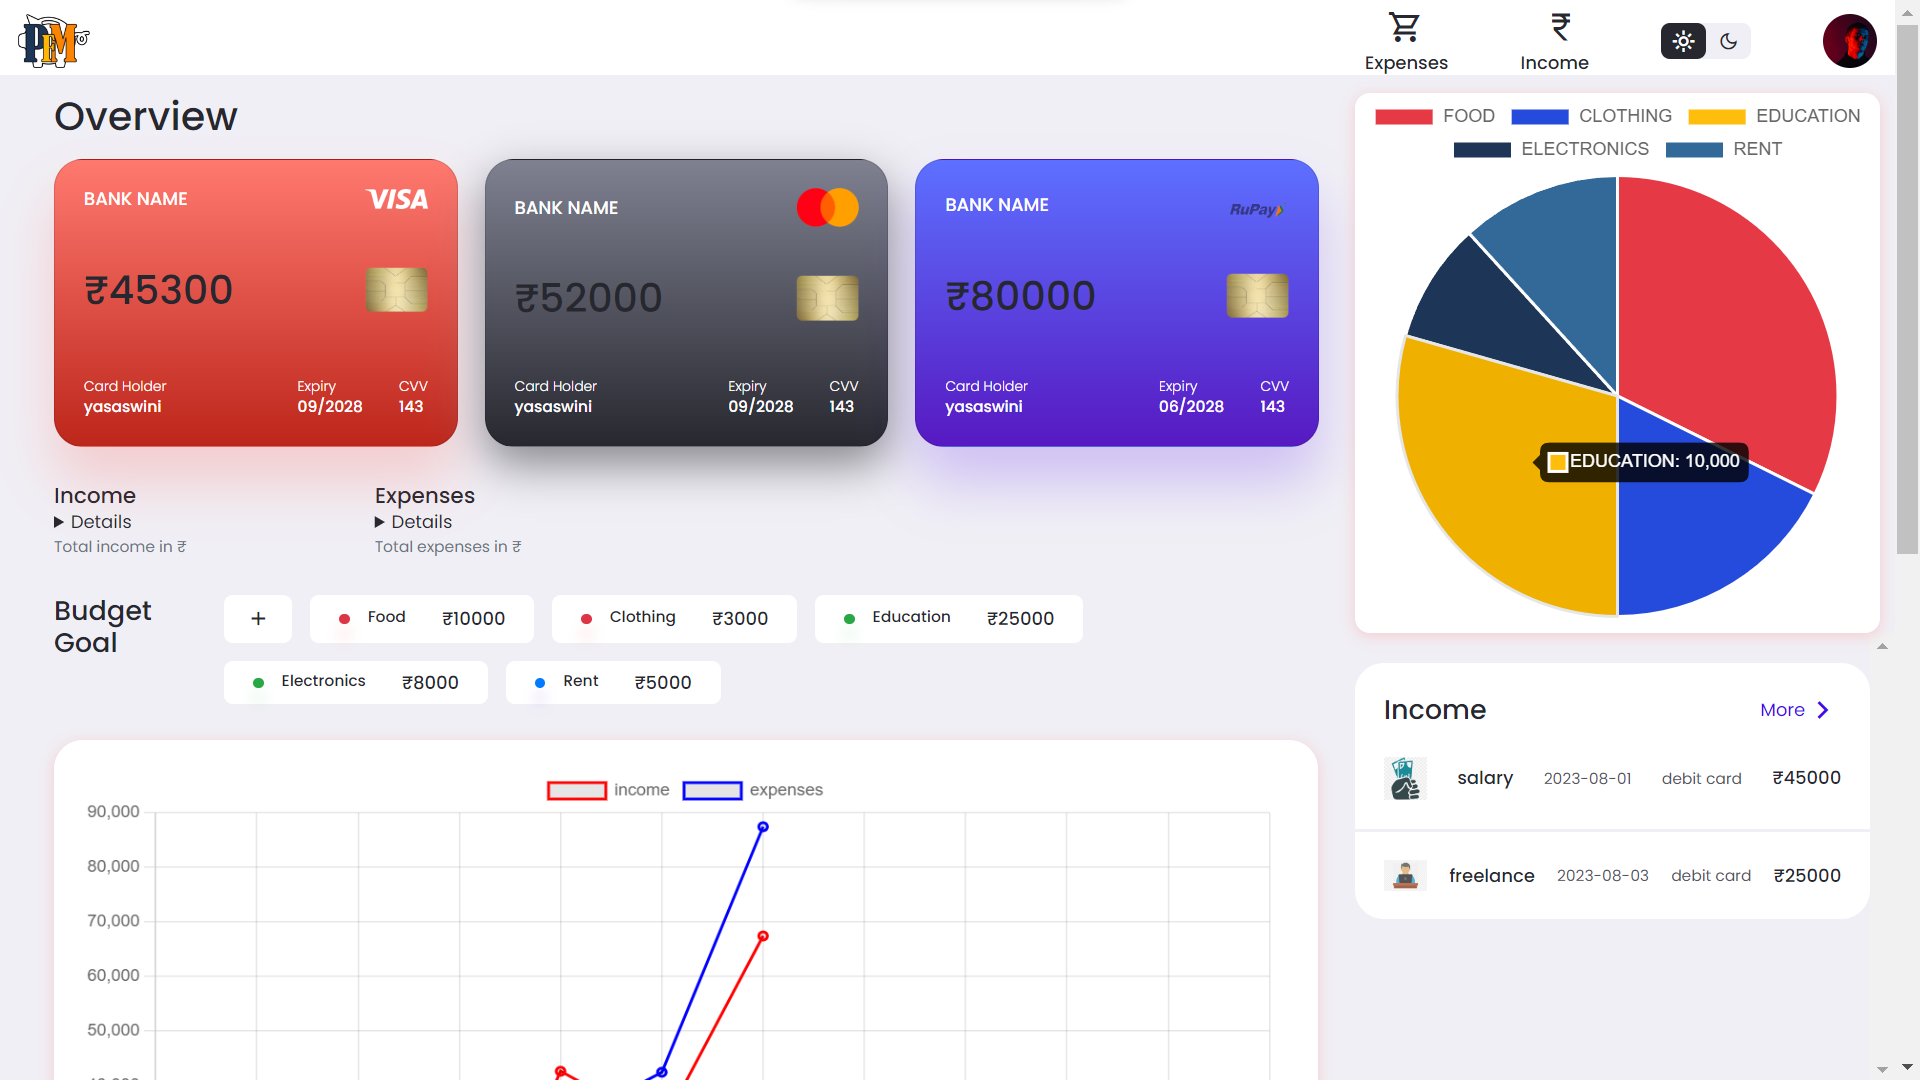 PFM
Expenses
Income
Overview
BANK NAME
VISA
₹45300
Card Holder
yasaswini
Expiry
09/2028
CVV
143
BANK NAME
₹52000
Card Holder
yasaswini
Expiry
09/2028
CVV
143
BANK NAME
RuPay
₹80000
Card Holder
yasaswini
Expiry
06/2028
CVV
143
FOOD CLOTHING EDUCATION
ELECTRONICS RENT
EDUCATION: 10,000
Income
Details
Total income in ₹
Expenses
Details
Total expenses in ₹
Budget
Goal
+
Food ₹10000
Clothing ₹3000
Education ₹25000
Electronics ₹8000
Rent ₹5000
income expenses
90,000
80,000
70,000
60,000
50,000
Income
More
salary 2023-08-01 debit card ₹45000
freelance 2023-08-03 debit card ₹25000